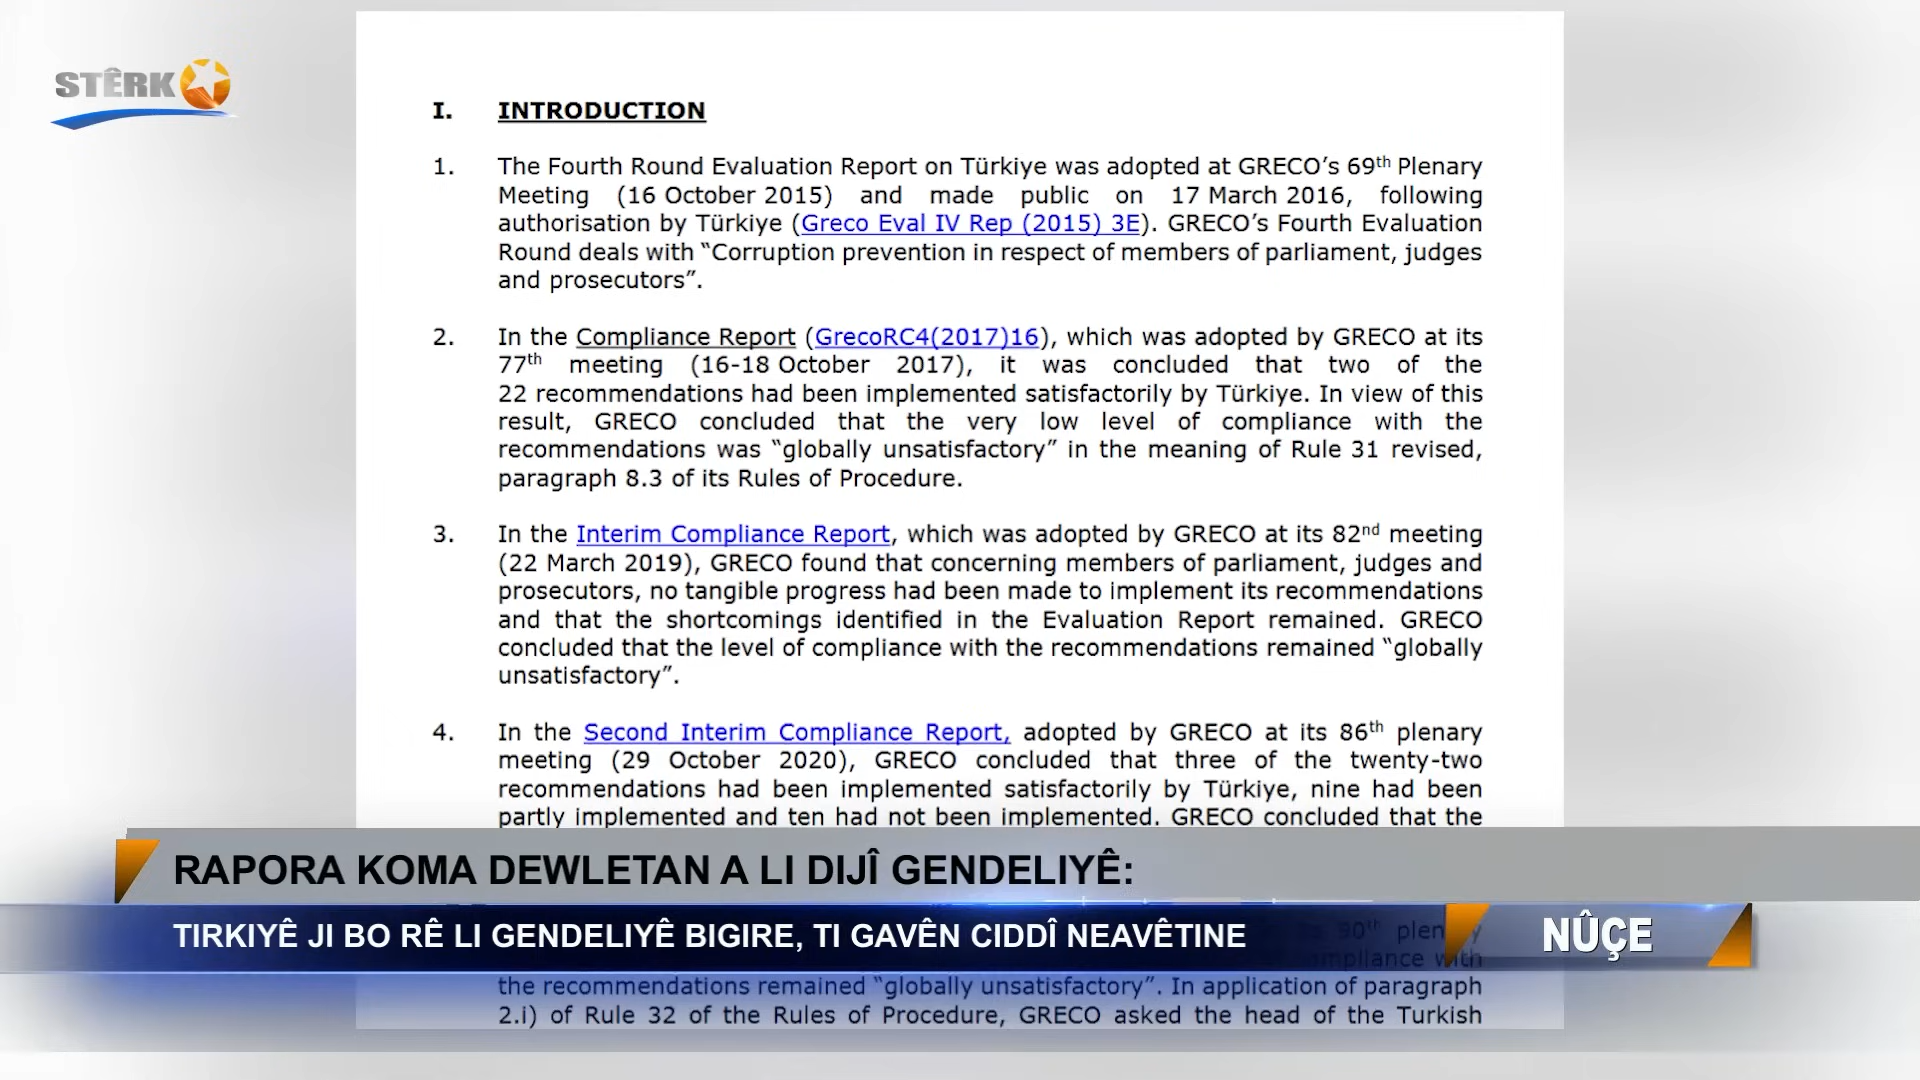 STÊRK
I. INTRODUCTION
1. The Fourth Round Evaluation Report on Türkiye was adopted at GRECO’s 69th Plenary
Meeting (16 October 2015) and made public on 17 March 2016, following
authorisation by Türkiye (Greco Eval IV Rep (2015) 3E). GRECO’s Fourth Evaluation
Round deals with “Corruption prevention in respect of members of parliament, judges
and prosecutors”.
2. In the Compliance Report (GrecoRC4(2017)16), which was adopted by GRECO at its
77th meeting (16-18 October 2017), it was concluded that two of the
22 recommendations had been implemented satisfactorily by Türkiye. In view of this
result, GRECO concluded that the very low level of compliance with the
recommendations was “globally unsatisfactory” in the meaning of Rule 31 revised,
paragraph 8.3 of its Rules of Procedure.
3. In the Interim Compliance Report, which was adopted by GRECO at its 82nd meeting
(22 March 2019), GRECO found that concerning members of parliament, judges and
prosecutors, no tangible progress had been made to implement its recommendations
and that the shortcomings identified in the Evaluation Report remained. GRECO
concluded that the level of compliance with the recommendations remained “globally
unsatisfactory”.
4. In the Second Interim Compliance Report, adopted by GRECO at its 86th plenary
meeting (29 October 2020), GRECO concluded that three of the twenty-two
recommendations had been implemented satisfactorily by Türkiye, nine had been
partly implemented and ten had not been implemented. GRECO concluded that the
RAPORA KOMA DEWLETAN A LI DIJÎ GENDELIYÊ:
TIRKIYÊ JI BO RÊ LI GENDELIYÊ BIGIRE, TI GAVÊN CIDDÎ NEAVÊTINE
NÛÇE
90th
compliance with
the recommendations remained “globally unsatisfactory”. In application of paragraph
2.i) of Rule 32 of the Rules of Procedure, GRECO asked the head of the Turkish